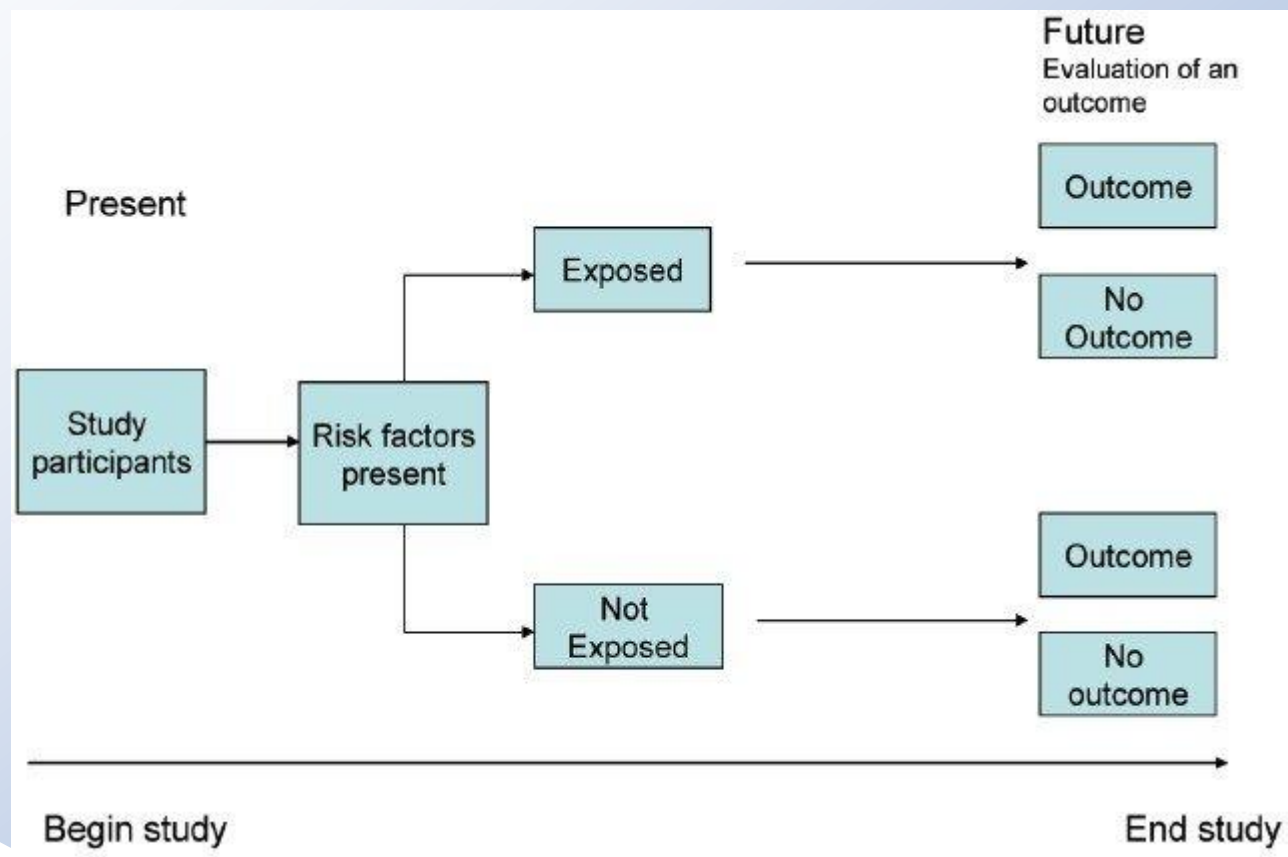 Future
Evaluation of an
outcome
Present
Outcome
Exposed
No
Outcome
Study
participants
Risk factors
present
Outcome
Not
Exposed
No
outcome
Begin study
End study